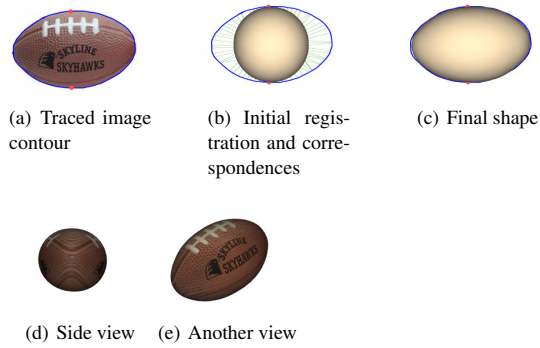 SKYLINE
SKYHAWKS
(a) Traced image
contour
(b) Initial regis-
tration and corre-
spondences
(c) Final shape
SKYLINE
SKYHAWKS
(d) Side view
(e) Another view